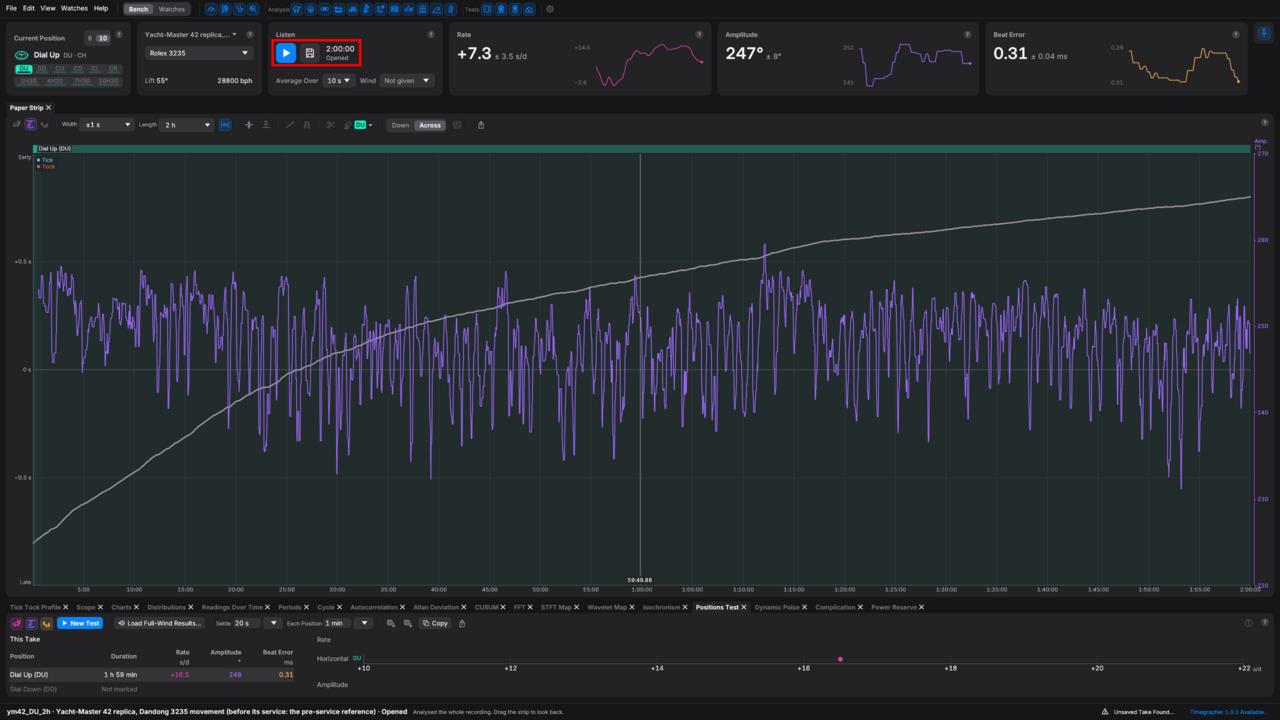 File Edit View Watches Help
Bench Watches
Analysis
Tests
Current Position 6 10 ?
Dial Up DU · CH
DU DD CU CD CL CR
1H30 4H30 7H30 10H30
Yacht-Master 42 replica,... ?
Rolex 3235
Lift 55° 28800 bph
Listen ?
2:00:00
Opened
Average Over 10 s Wind Not given
Rate ?
+7.3 ± 3.5 s/d
+14.8
−2.6
Amplitude ?
247° ± 8°
252
241
Beat Error ?
0.31 ± 0.04 ms
0.39
0.31
Paper Strip
Width ±1 s Length 2 h DU Down Across ?
Dial Up (DU)
Amp.
Early
Tick
Tock
270
260
+0.5 s
250
0 s
240
−0.5 s
230
Late
220
59:49.88
5:00 10:00 15:00 20:00 25:00 30:00 35:00 40:00 45:00 50:00 55:00 1:00:00 1:05:00 1:10:00 1:15:00 1:20:00 1:25:00 1:30:00 1:35:00 1:40:00 1:45:00 1:50:00 1:55:00 2:00:00
Tick Tock Profile Scope Charts Distributions Readings Over Time Periods Cycle Autocorrelation Allan Deviation CUSUM FFT STFT Map Wavelet Map Isochronism Positions Test Dynamic Poise Complication Power Reserve
New Test Load Full-Wind Results... Settle 20 s Each Position 1 min Copy ?
This Take
Position Duration Rate s/d Amplitude ° Beat Error ms
Dial Up (DU) 1 h 59 min +16.5 249 0.31
Dial Down (DD) Not marked
Rate
Horizontal DU
+10 +12 +14 +16 +18 +20 +22 s/d
Amplitude
ym42_DU_2h · Yacht-Master 42 replica, Dandong 3235 movement (before its service: the pre-service reference) · Opened Analysed the whole recording. Drag the strip to look back.
Unsaved Take Found... Timegrapher 1.0.1 Available...